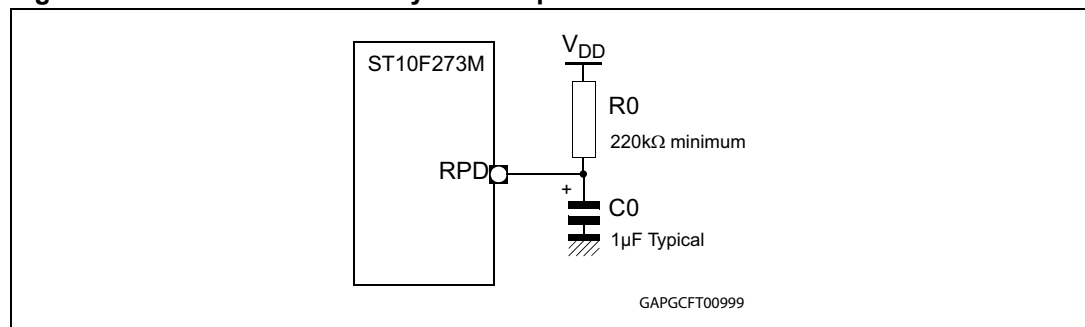 ST10F273M
VDD
R0
220kΩ minimum
RPD
+
C0
1µF Typical
GAPGCFT00999